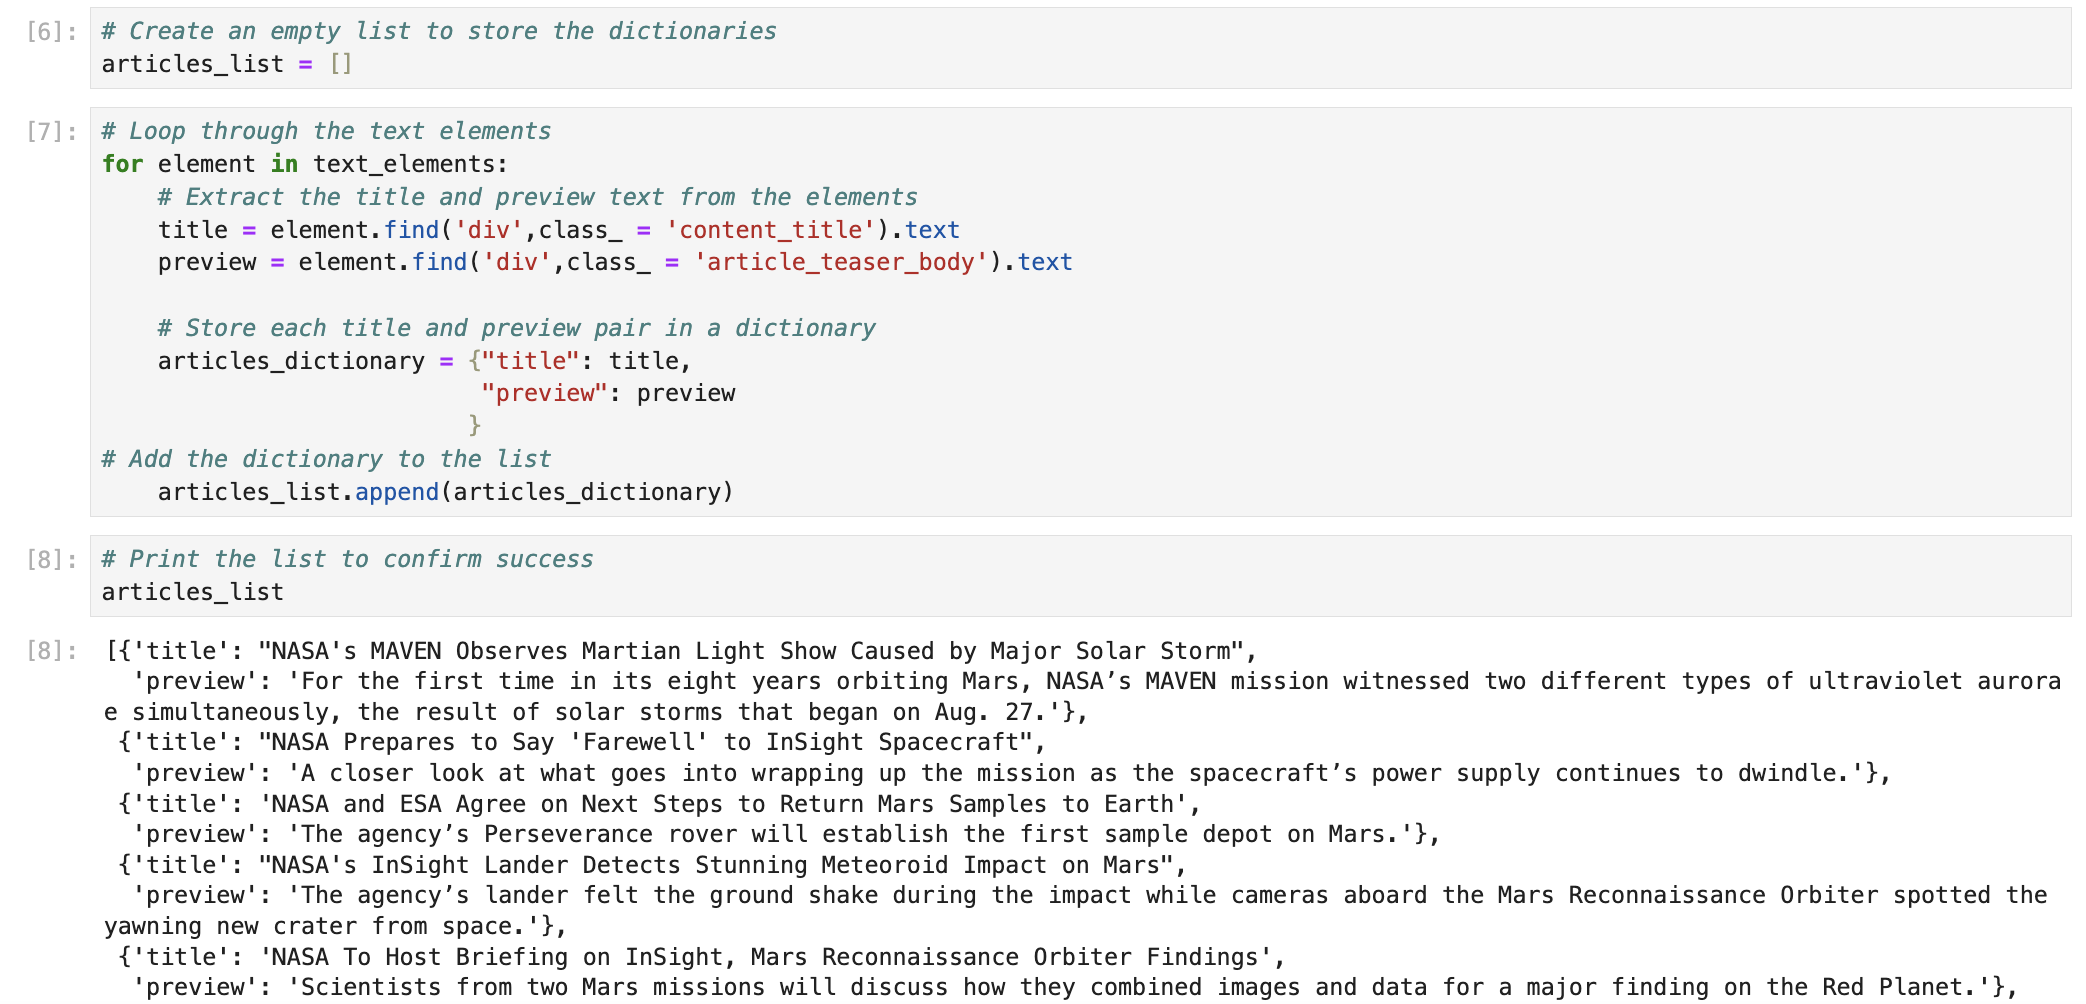 [6]: # Create an empty list to store the dictionaries
articles_list = []
[7]: # Loop through the text elements
for element in text_elements:
    # Extract the title and preview text from the elements
    title = element.find('div',class_ = 'content_title').text
    preview = element.find('div',class_ = 'article_teaser_body').text
    # Store each title and preview pair in a dictionary
    articles_dictionary = {"title": title,
                           "preview": preview
                          }
# Add the dictionary to the list
    articles_list.append(articles_dictionary)
[8]: # Print the list to confirm success
articles_list
[8]: [{'title': "NASA's MAVEN Observes Martian Light Show Caused by Major Solar Storm",
  'preview': 'For the first time in its eight years orbiting Mars, NASA’s MAVEN mission witnessed two different types of ultraviolet aurora
e simultaneously, the result of solar storms that began on Aug. 27.'},
 {'title': "NASA Prepares to Say 'Farewell' to InSight Spacecraft",
  'preview': 'A closer look at what goes into wrapping up the mission as the spacecraft’s power supply continues to dwindle.'},
 {'title': 'NASA and ESA Agree on Next Steps to Return Mars Samples to Earth',
  'preview': 'The agency’s Perseverance rover will establish the first sample depot on Mars.'},
 {'title': "NASA's InSight Lander Detects Stunning Meteoroid Impact on Mars",
  'preview': 'The agency’s lander felt the ground shake during the impact while cameras aboard the Mars Reconnaissance Orbiter spotted the
yawning new crater from space.'},
 {'title': 'NASA To Host Briefing on InSight, Mars Reconnaissance Orbiter Findings',
  'preview': 'Scientists from two Mars missions will discuss how they combined images and data for a major finding on the Red Planet.'},